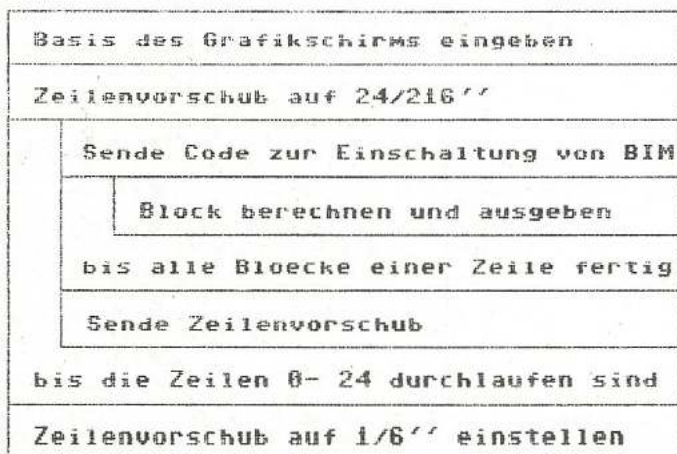 Basis des Grafikschirms eingeben
Zeilenvorschub auf 24/216′′
Sende Code zur Einschaltung von BIM
Block berechnen und ausgeben
bis alle Bloecke einer Zeile fertig
Sende Zeilenvorschub
bis die Zeilen 0- 24 durchlaufen sind
Zeilenvorschub auf 1/6′′ einstellen